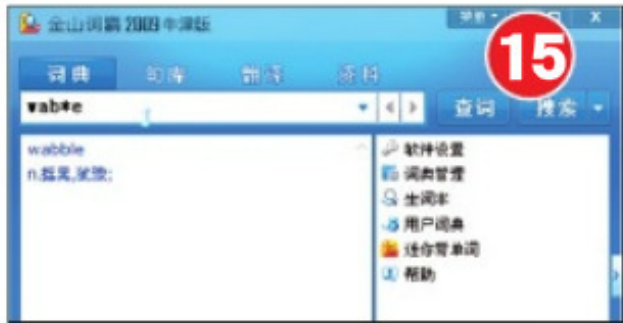 金山词霸 2009 牛津版
菜单
X
15
词典 句库 翻译 资料
wab*e
查词 搜索
wabble
n.摇晃,犹豫;
软件设置
词典管理
生词本
用户词典
迷你背单词
帮助